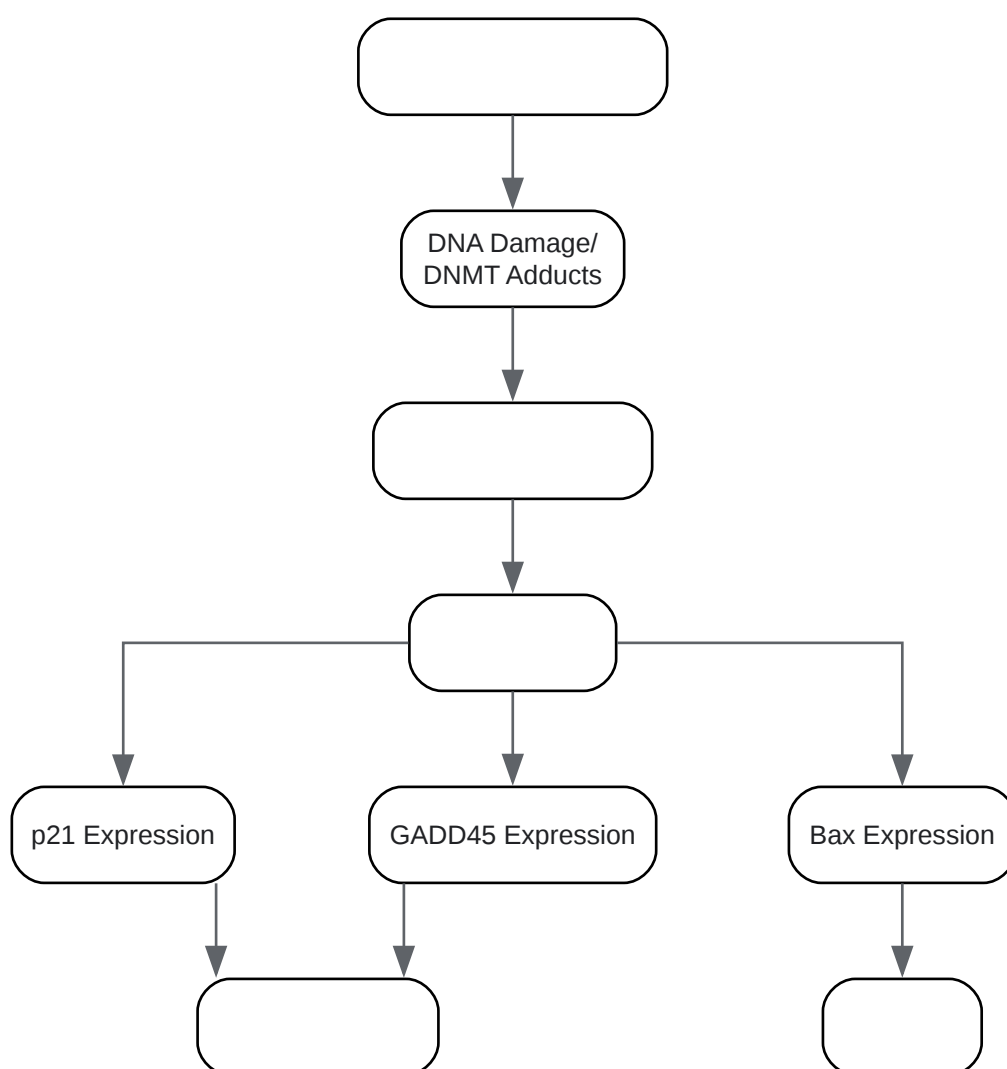 DNA Damage/
DNMT Adducts
p21 Expression
GADD45 Expression
Bax Expression